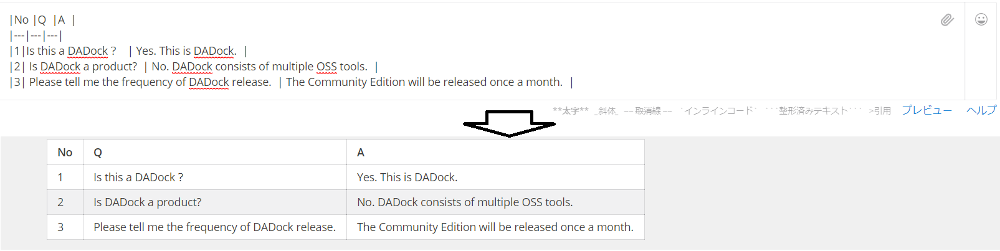 |No |Q  |A  |
|---|---|---|
|1|Is this a DADock ?    | Yes. This is DADock.  |
|2| Is DADock a product?  | No. DADock consists of multiple OSS tools.  |
|3| Please tell me the frequency of DADock release.  | The Community Edition will be released once a month.  |
**太字** _斜体_ ~~取消線~~ `インラインコード` ```整形済みテキスト``` >引用 プレビュー ヘルプ
No Q A
1 Is this a DADock ? Yes. This is DADock.
2 Is DADock a product? No. DADock consists of multiple OSS tools.
3 Please tell me the frequency of DADock release. The Community Edition will be released once a month.